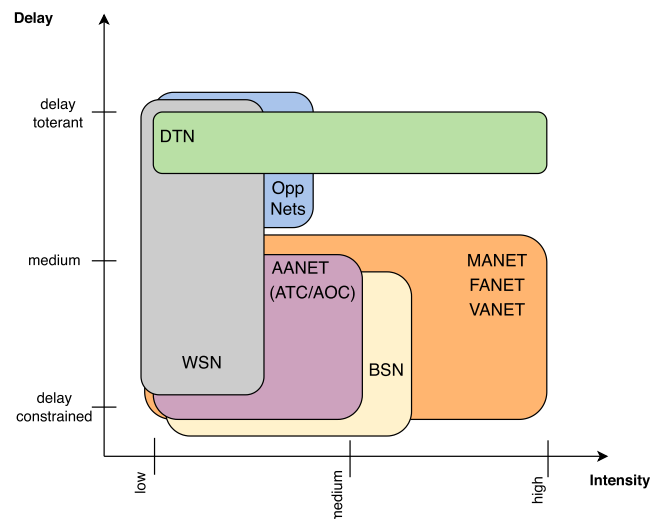 Delay
delay
toterant
DTN
Opp
Nets
medium
AANET
(ATC/AOC)
MANET
FANET
VANET
WSN
BSN
delay
constrained
low
medium
high
Intensity